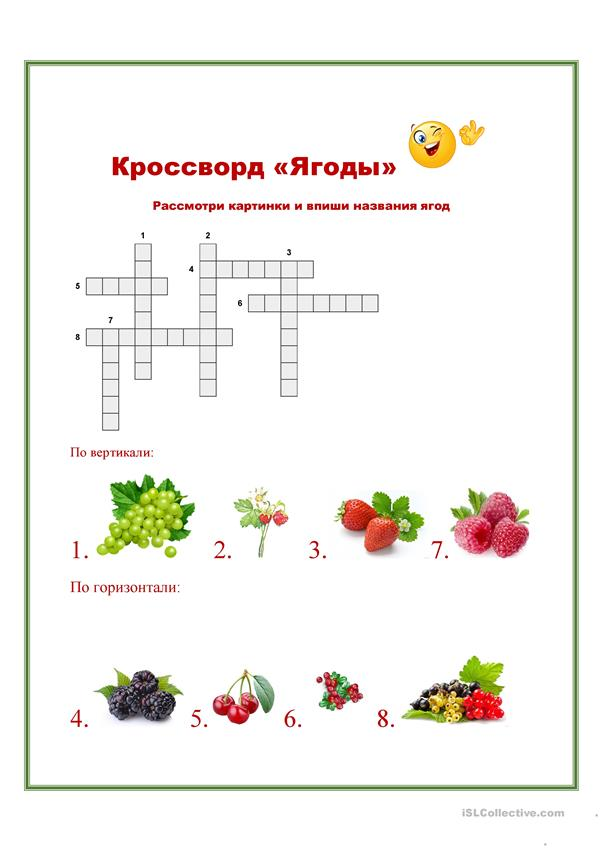 Кроссворд «Ягоды»
Рассмотри картинки и впиши названия ягод
1 2
3
4
5
6
7
8
По вертикали:
1. 2. 3. 7.
По горизонтали:
4. 5. 6. 8.
iSLCollective.com